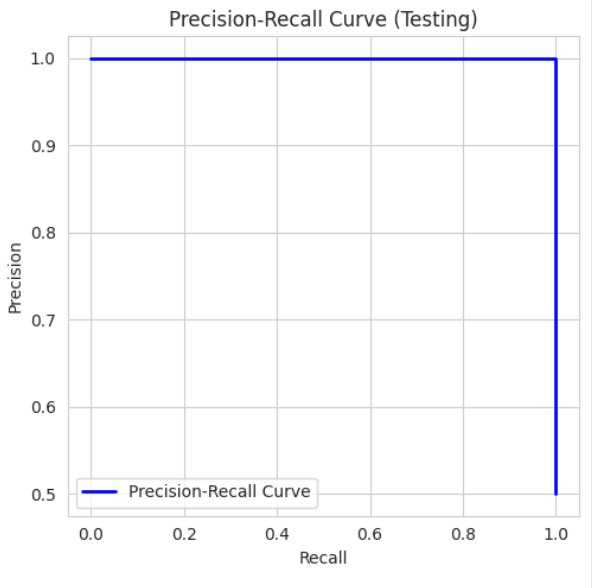 Precision-Recall Curve (Testing)
1.0
0.9
0.8
0.7
0.6
0.5
Precision
Precision-Recall Curve
0.0 0.2 0.4 0.6 0.8 1.0
Recall